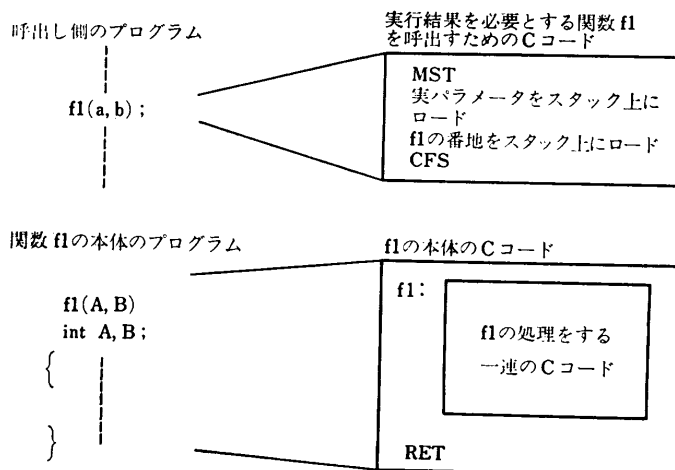 呼出し側のプログラム
f1(a, b) ;
実行結果を必要とする関数 f1
を呼出すためのCコード
MST
実パラメータをスタック上に
ロード
f1の番地をスタック上にロード
CFS
関数 f1の本体のプログラム
f1(A, B)
int A, B ;
{
}
f1の本体のCコード
f1:
f1の処理をする
一連のCコード
RET